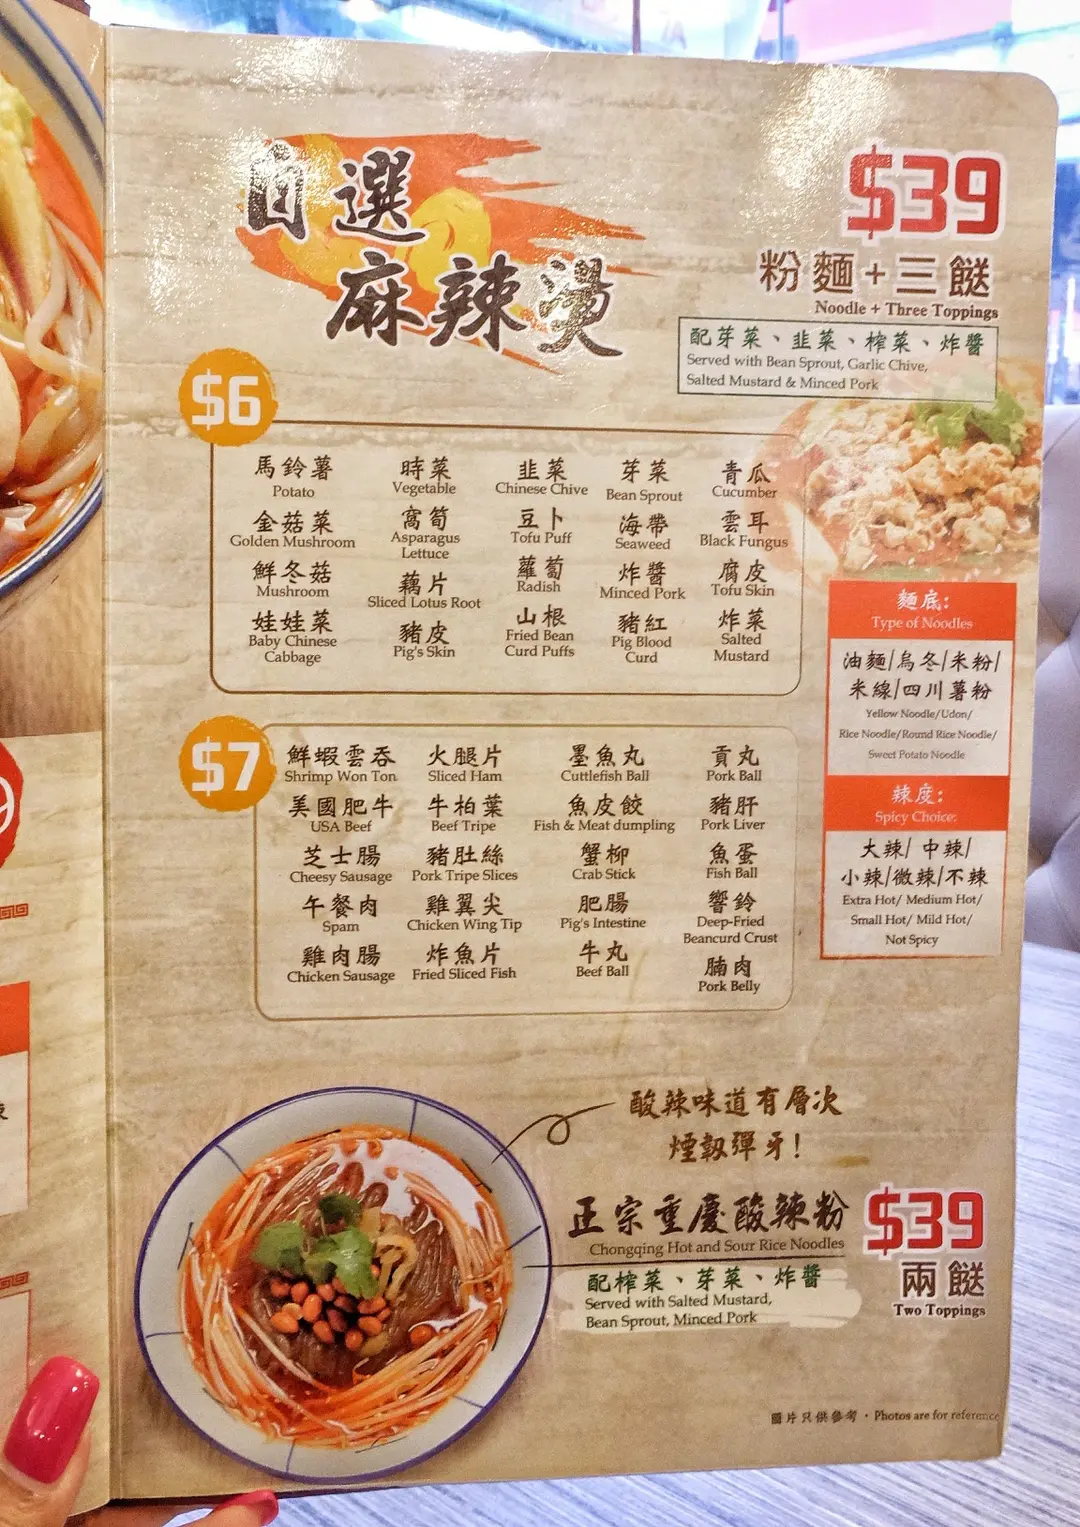 自選
麻辣燙
$39
粉麵+三餸
Noodle + Three Toppings
配芽菜、韭菜、榨菜、炸醬
Served with Bean Sprout, Garlic Chive,
Salted Mustard & Minced Pork
$6
馬鈴薯 時菜 韭菜 芽菜 青瓜
Potato Vegetable Chinese Chive Bean Sprout Cucumber
金菇菜 窩筍 豆卜 海帶 雲耳
Golden Mushroom Asparagus Tofu Puff Seaweed Black Fungus
Lettuce
鮮冬菇 藕片 蘿蔔 炸醬 腐皮
Mushroom Sliced Lotus Root Radish Minced Pork Tofu Skin
娃娃菜 豬皮 山根 豬紅 炸菜
Baby Chinese Pig's Skin Fried Bean Pig Blood Salted
Cabbage Curd Puffs Curd Mustard
麵底:
Type of Noodles
油麵/烏冬/米粉/
米線/四川薯粉
Yellow Noodle/Udon/
Rice Noodle/Round Rice Noodle/
Sweet Potato Noodle
辣度:
Spicy Choice:
大辣/ 中辣/
小辣/微辣/不辣
Extra Hot/ Medium Hot/
Small Hot/ Mild Hot/
Not Spicy
$7
鮮蝦雲吞 火腿片 墨魚丸 貢丸
Shrimp Won Ton Sliced Ham Cuttlefish Ball Pork Ball
美國肥牛 牛柏葉 魚皮餃 豬肝
USA Beef Beef Tripe Fish & Meat dumpling Pork Liver
芝士腸 豬肚絲 蟹柳 魚蛋
Cheesy Sausage Pork Tripe Slices Crab Stick Fish Ball
午餐肉 雞翼尖 肥腸 響鈴
Spam Chicken Wing Tip Pig's Intestine Deep-Fried
Beancurd Crust
雞肉腸 炸魚片 牛丸 腩肉
Chicken Sausage Fried Sliced Fish Beef Ball Pork Belly
酸辣味道有層次
煙韌彈牙!
正宗重慶酸辣粉
Chongqing Hot and Sour Rice Noodles
$39
兩餸
Two Toppings
配榨菜、芽菜、炸醬
Served with Salted Mustard,
Bean Sprout, Minced Pork
圖片只供參考・Photos are for reference